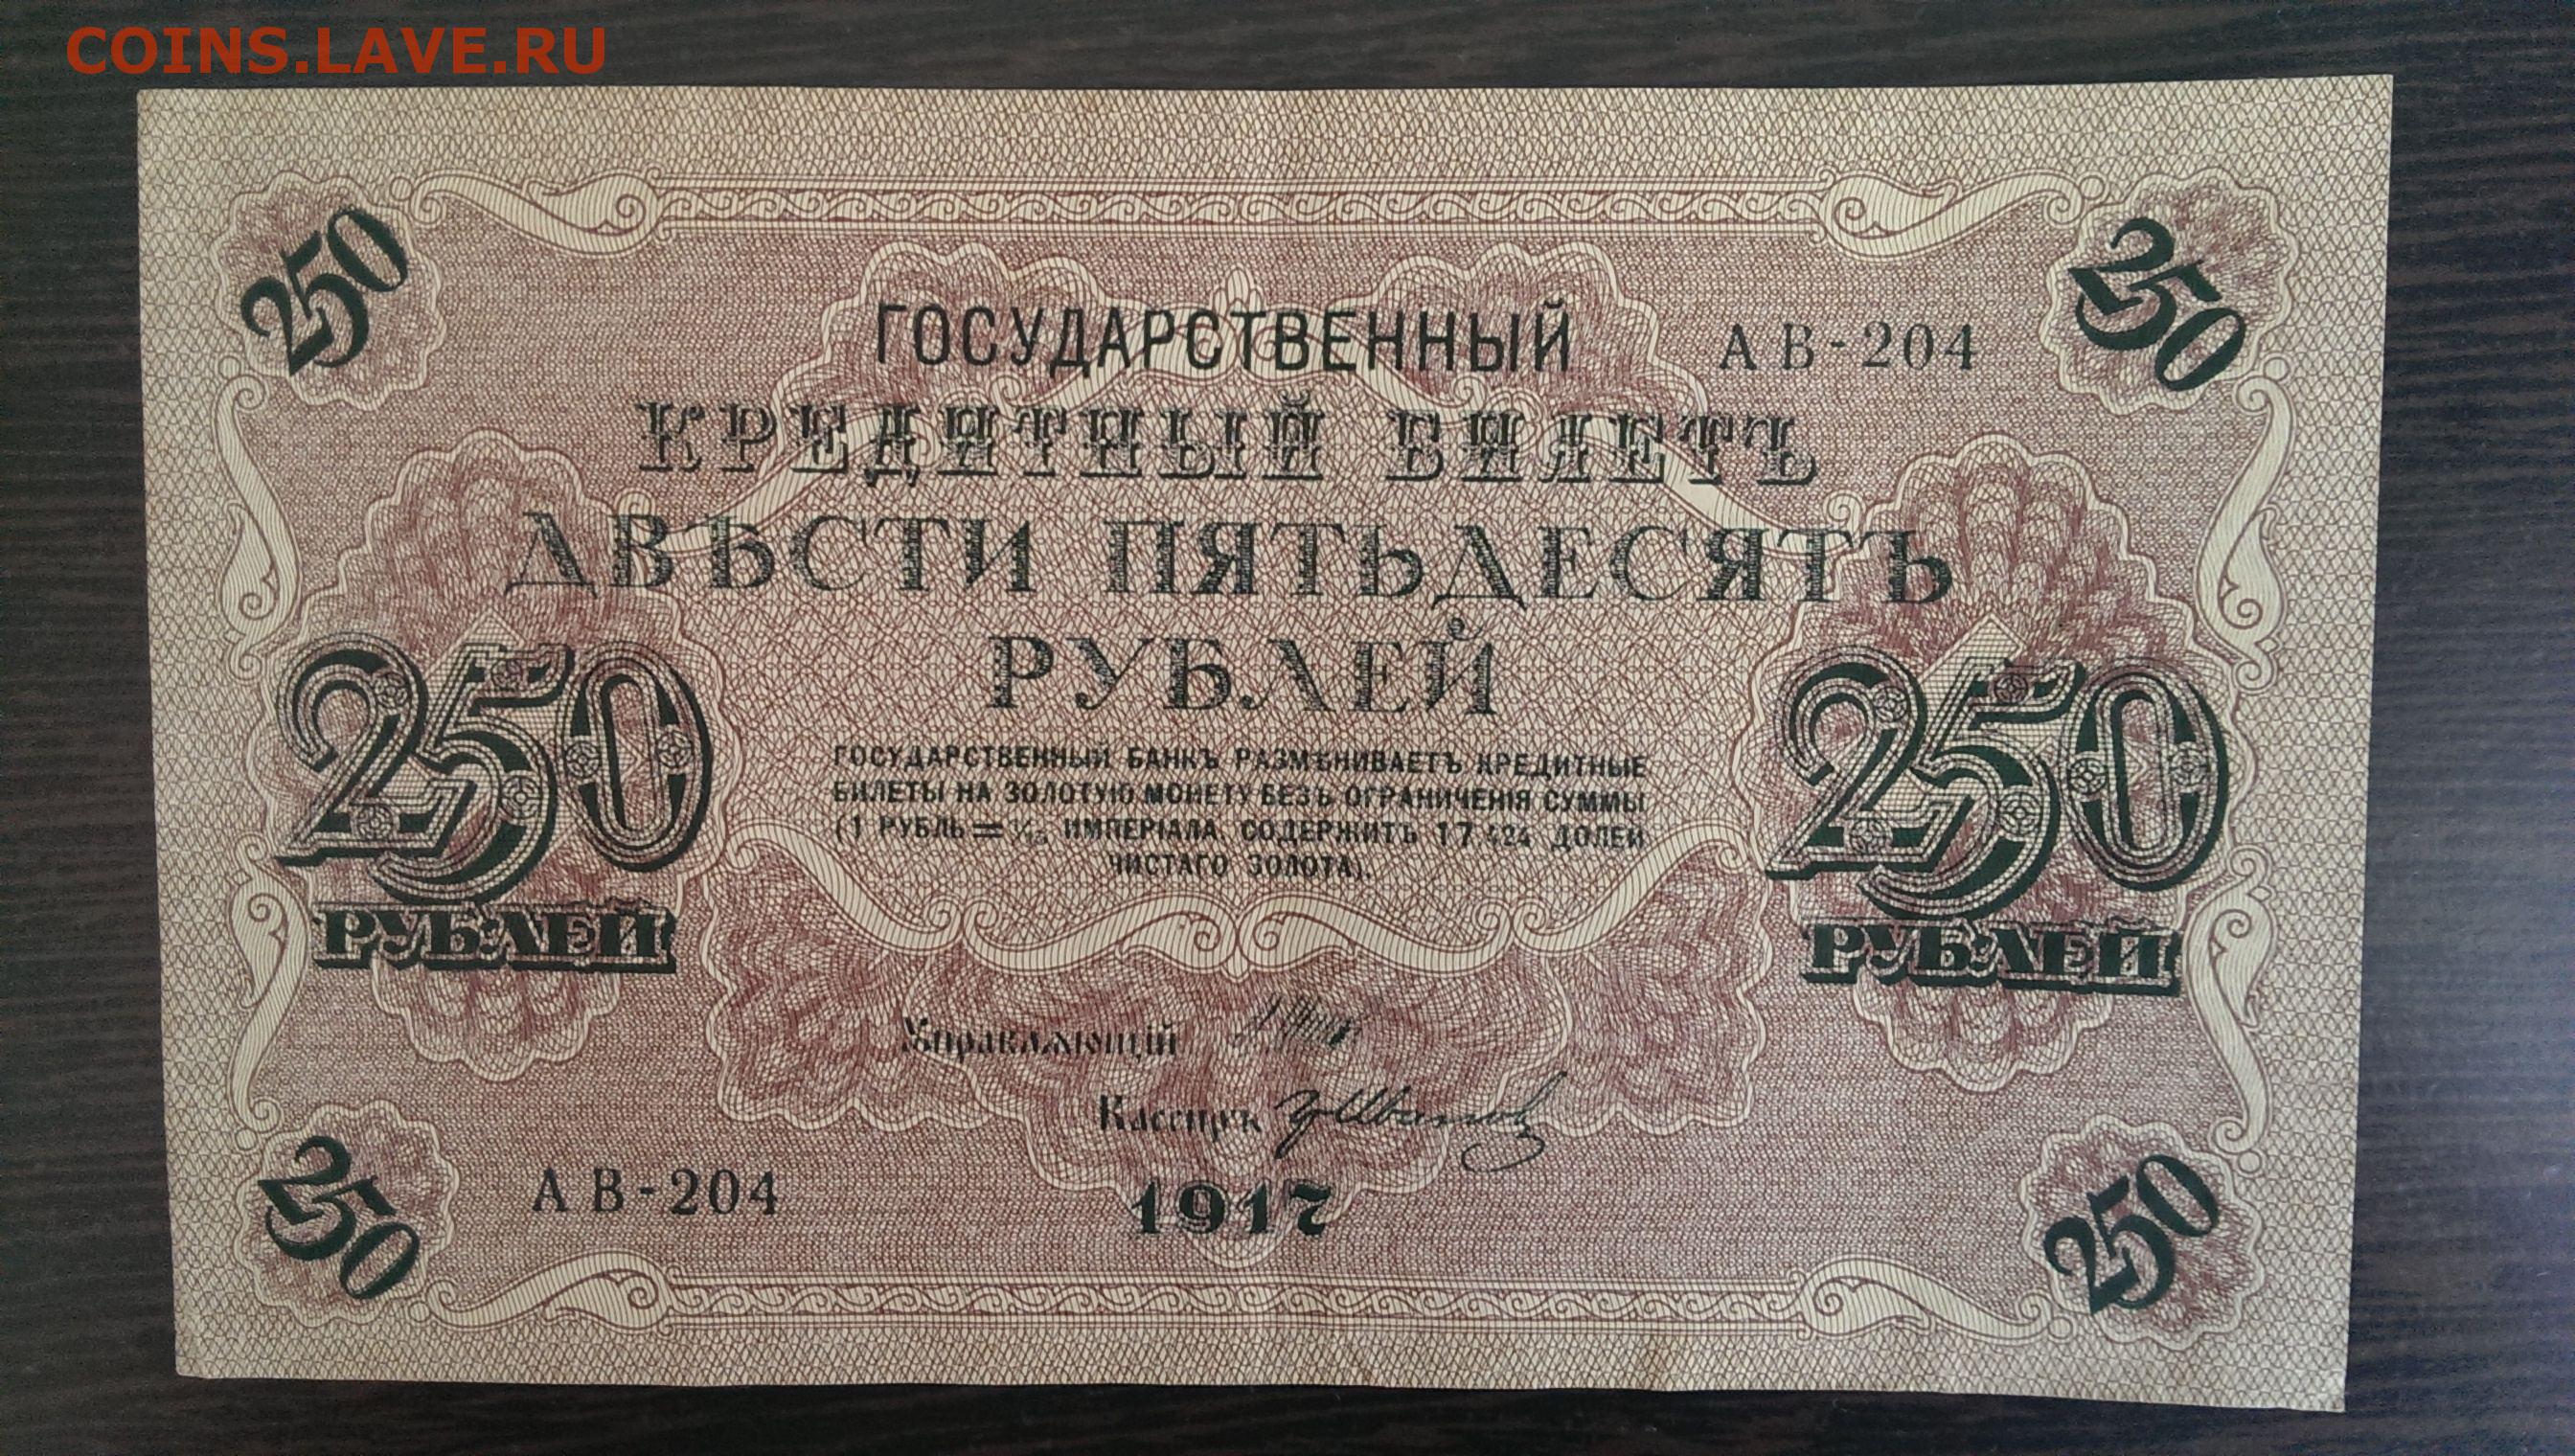 COINS.LAVE.RU
250 250
ГОСУДАРСТВЕННЫЙ АВ-204
КРЕДИТНЫЙ БИЛЕТЪ
ДВѢСТИ ПЯТЬДЕСЯТЪ
РУБЛЕЙ
250 250
РУБЛЕЙ РУБЛЕЙ
ГОСУДАРСТВЕННЫЙ БАНКЪ РАЗМѢНИВАЕТЪ КРЕДИТНЫЕ
БИЛЕТЫ НА ЗОЛОТУЮ МОНЕТУ БЕЗЪ ОГРАНИЧЕНІЯ СУММЫ
(1 РУБЛЬ = 1/15 ИМПЕРІАЛА, СОДЕРЖИТЪ 17,424 ДОЛЕЙ
ЧИСТАГО ЗОЛОТА).
Управляющій
Кассиръ Гр Иванов
АВ-204 1917
250 250